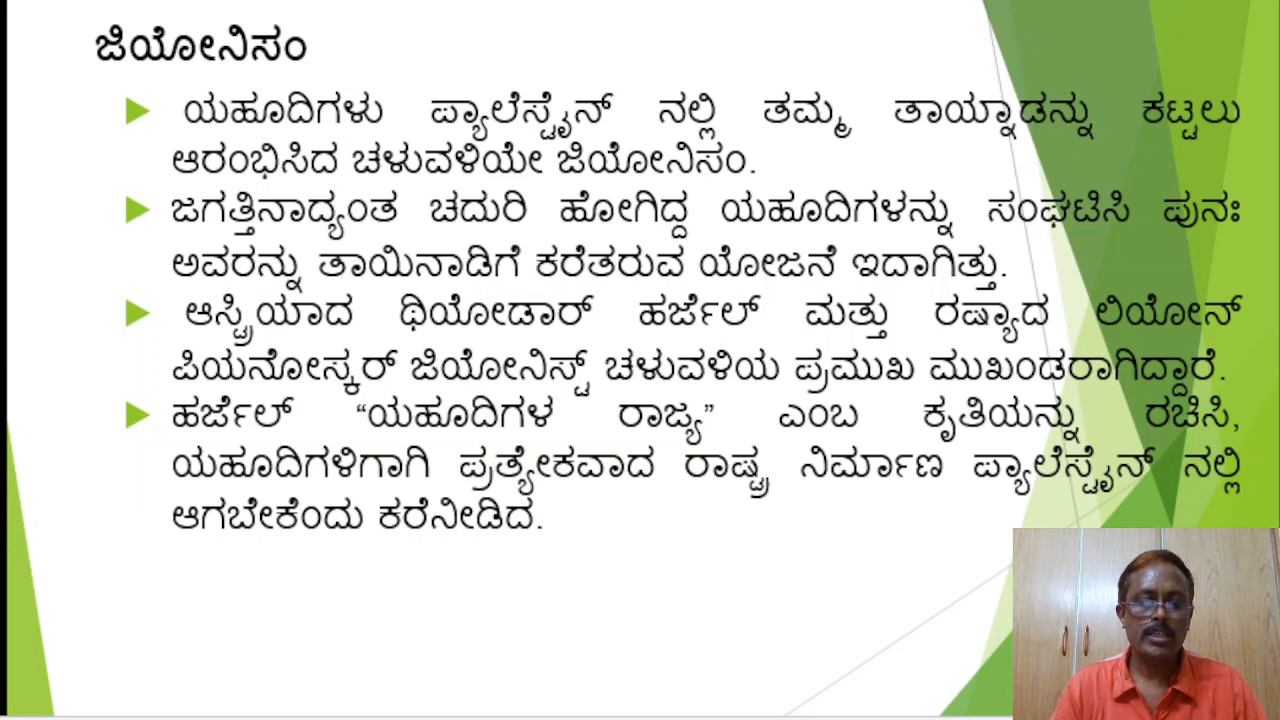 ಜಿಯೋನಿಸಂ
ಯಹೂದಿಗಳು ಪ್ಯಾಲೆಸ್ಟೈನ್ ನಲ್ಲಿ ತಮ್ಮ ತಾಯ್ನಾಡನ್ನು ಕಟ್ಟಲು
ಆರಂಭಿಸಿದ ಚಳುವಳಿಯೇ ಜಿಯೋನಿಸಂ.
ಜಗತ್ತಿನಾದ್ಯಂತ ಚದುರಿ ಹೋಗಿದ್ದ ಯಹೂದಿಗಳನ್ನು ಸಂಘಟಿಸಿ ಪುನಃ
ಅವರನ್ನು ತಾಯಿನಾಡಿಗೆ ಕರೆತರುವ ಯೋಜನೆ ಇದಾಗಿತ್ತು.
ಆಸ್ಟ್ರಿಯಾದ ಥಿಯೋಡಾರ್ ಹರ್ಜೆಲ್ ಮತ್ತು ರಷ್ಯಾದ ಲಿಯೋನ್
ಪಿಯನೋಸ್ಕರ್ ಜಿಯೋನಿಸ್ಟ್ ಚಳುವಳಿಯ ಪ್ರಮುಖ ಮುಖಂಡರಾಗಿದ್ದಾರೆ.
ಹರ್ಜೆಲ್ “ಯಹೂದಿಗಳ ರಾಜ್ಯ” ಎಂಬ ಕೃತಿಯನ್ನು ರಚಿಸಿ,
ಯಹೂದಿಗಳಿಗಾಗಿ ಪ್ರತ್ಯೇಕವಾದ ರಾಷ್ಟ್ರ ನಿರ್ಮಾಣ ಪ್ಯಾಲೆಸ್ಟೈನ್ ನಲ್ಲಿ
ಆಗಬೇಕೆಂದು ಕರೆನೀಡಿದ.